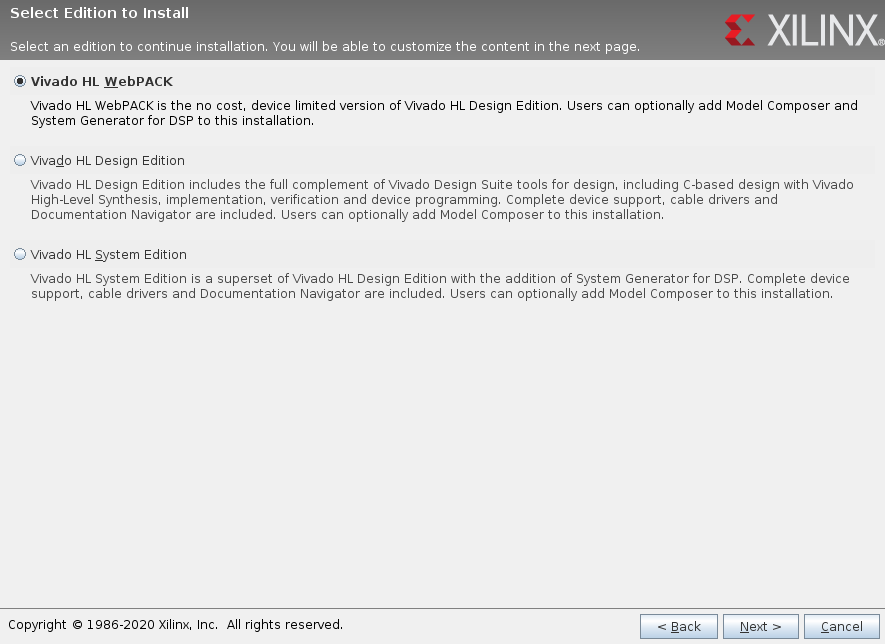 Select Edition to Install
XILINX®
Select an edition to continue installation. You will be able to customize the content in the next page.
Vivado HL WebPACK
Vivado HL WebPACK is the no cost, device limited version of Vivado HL Design Edition. Users can optionally add Model Composer and
System Generator for DSP to this installation.
Vivado HL Design Edition
Vivado HL Design Edition includes the full complement of Vivado Design Suite tools for design, including C-based design with Vivado
High-Level Synthesis, implementation, verification and device programming. Complete device support, cable drivers and
Documentation Navigator are included. Users can optionally add Model Composer to this installation.
Vivado HL System Edition
Vivado HL System Edition is a superset of Vivado HL Design Edition with the addition of System Generator for DSP. Complete device
support, cable drivers and Documentation Navigator are included. Users can optionally add Model Composer to this installation.
Copyright © 1986-2020 Xilinx, Inc. All rights reserved.
< Back
Next >
Cancel